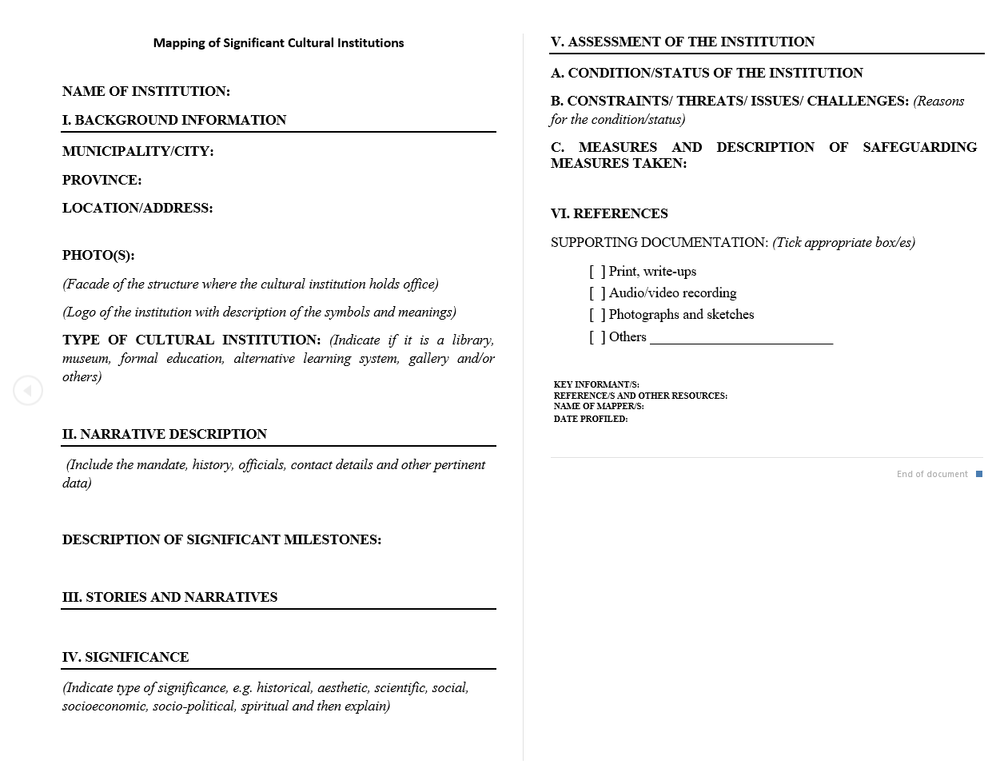 Mapping of Significant Cultural Institutions
NAME OF INSTITUTION:
I. BACKGROUND INFORMATION
MUNICIPALITY/CITY:
PROVINCE:
LOCATION/ADDRESS:
PHOTO(S):
(Facade of the structure where the cultural institution holds office)
(Logo of the institution with description of the symbols and meanings)
TYPE OF CULTURAL INSTITUTION: (Indicate if it is a library,
museum, formal education, alternative learning system, gallery and/or
others)
II. NARRATIVE DESCRIPTION
(Include the mandate, history, officials, contact details and other pertinent
data)
DESCRIPTION OF SIGNIFICANT MILESTONES:
III. STORIES AND NARRATIVES
IV. SIGNIFICANCE
(Indicate type of significance, e.g. historical, aesthetic, scientific, social,
socioeconomic, socio-political, spiritual and then explain)
V. ASSESSMENT OF THE INSTITUTION
A. CONDITION/STATUS OF THE INSTITUTION
B. CONSTRAINTS/ THREATS/ ISSUES/ CHALLENGES: (Reasons
for the condition/status)
C. MEASURES AND DESCRIPTION OF SAFEGUARDING
MEASURES TAKEN:
VI. REFERENCES
SUPPORTING DOCUMENTATION: (Tick appropriate box/es)
[ ] Print, write-ups
[ ] Audio/video recording
[ ] Photographs and sketches
[ ] Others __________________________
KEY INFORMANT/S:
REFERENCE/S AND OTHER RESOURCES:
NAME OF MAPPER/S:
DATE PROFILED:
End of document